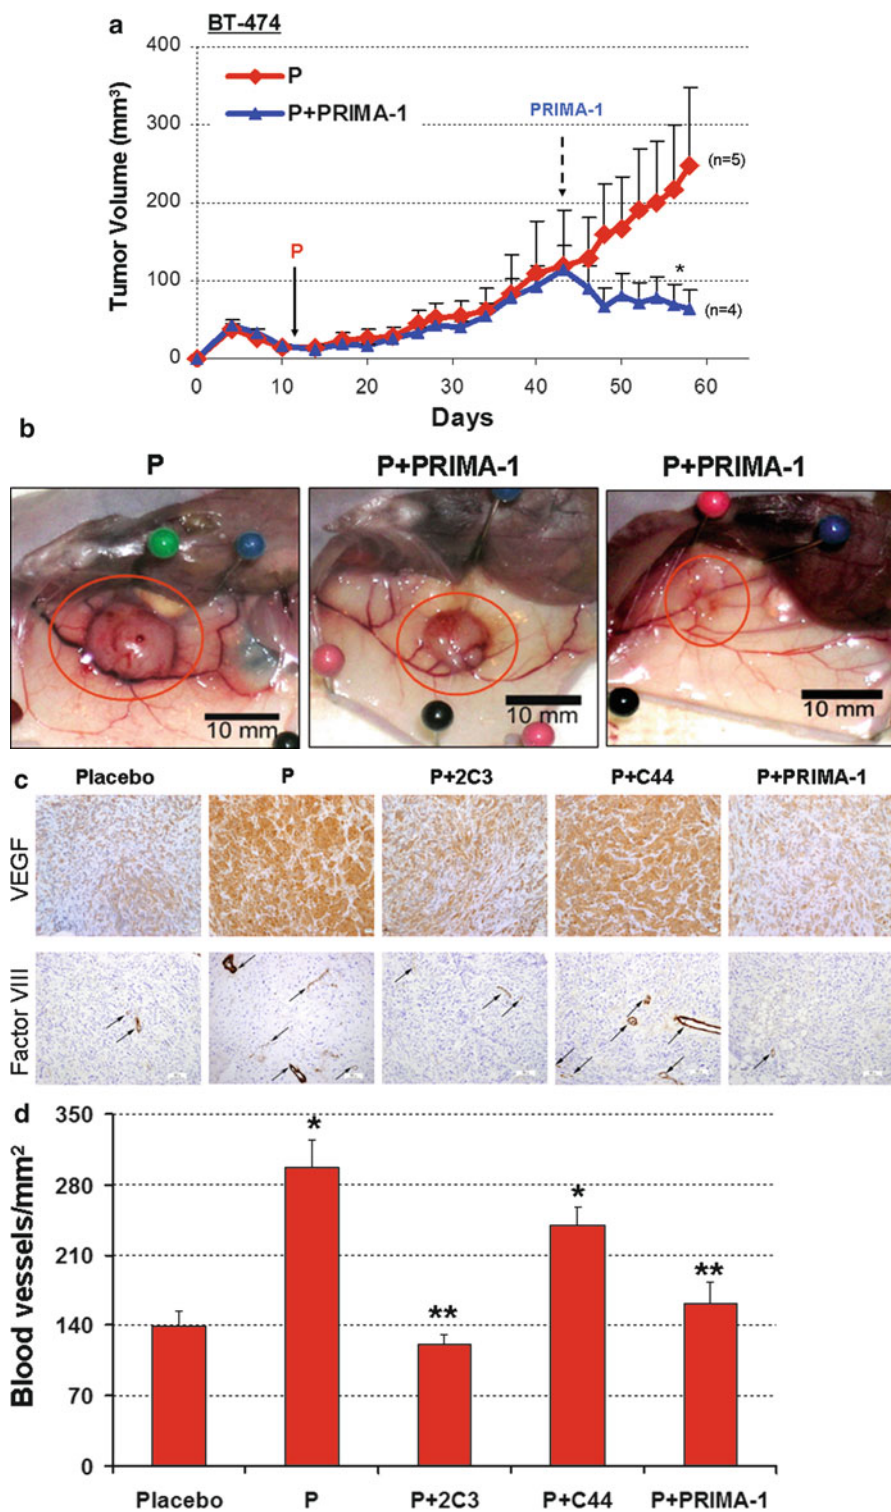 a
BT-474
400
300
200
100
0
Tumor Volume (mm³)
P
P+PRIMA-1
PRIMA-1
P
(n=5)
*
(n=4)
0 10 20 30 40 50 60
Days
b
P P+PRIMA-1 P+PRIMA-1
10 mm 10 mm 10 mm
c
Placebo P P+2C3 P+C44 P+PRIMA-1
VEGF
Factor VIII
d
350
280
210
140
70
0
Blood vessels/mm²
* ** * **
Placebo P P+2C3 P+C44 P+PRIMA-1